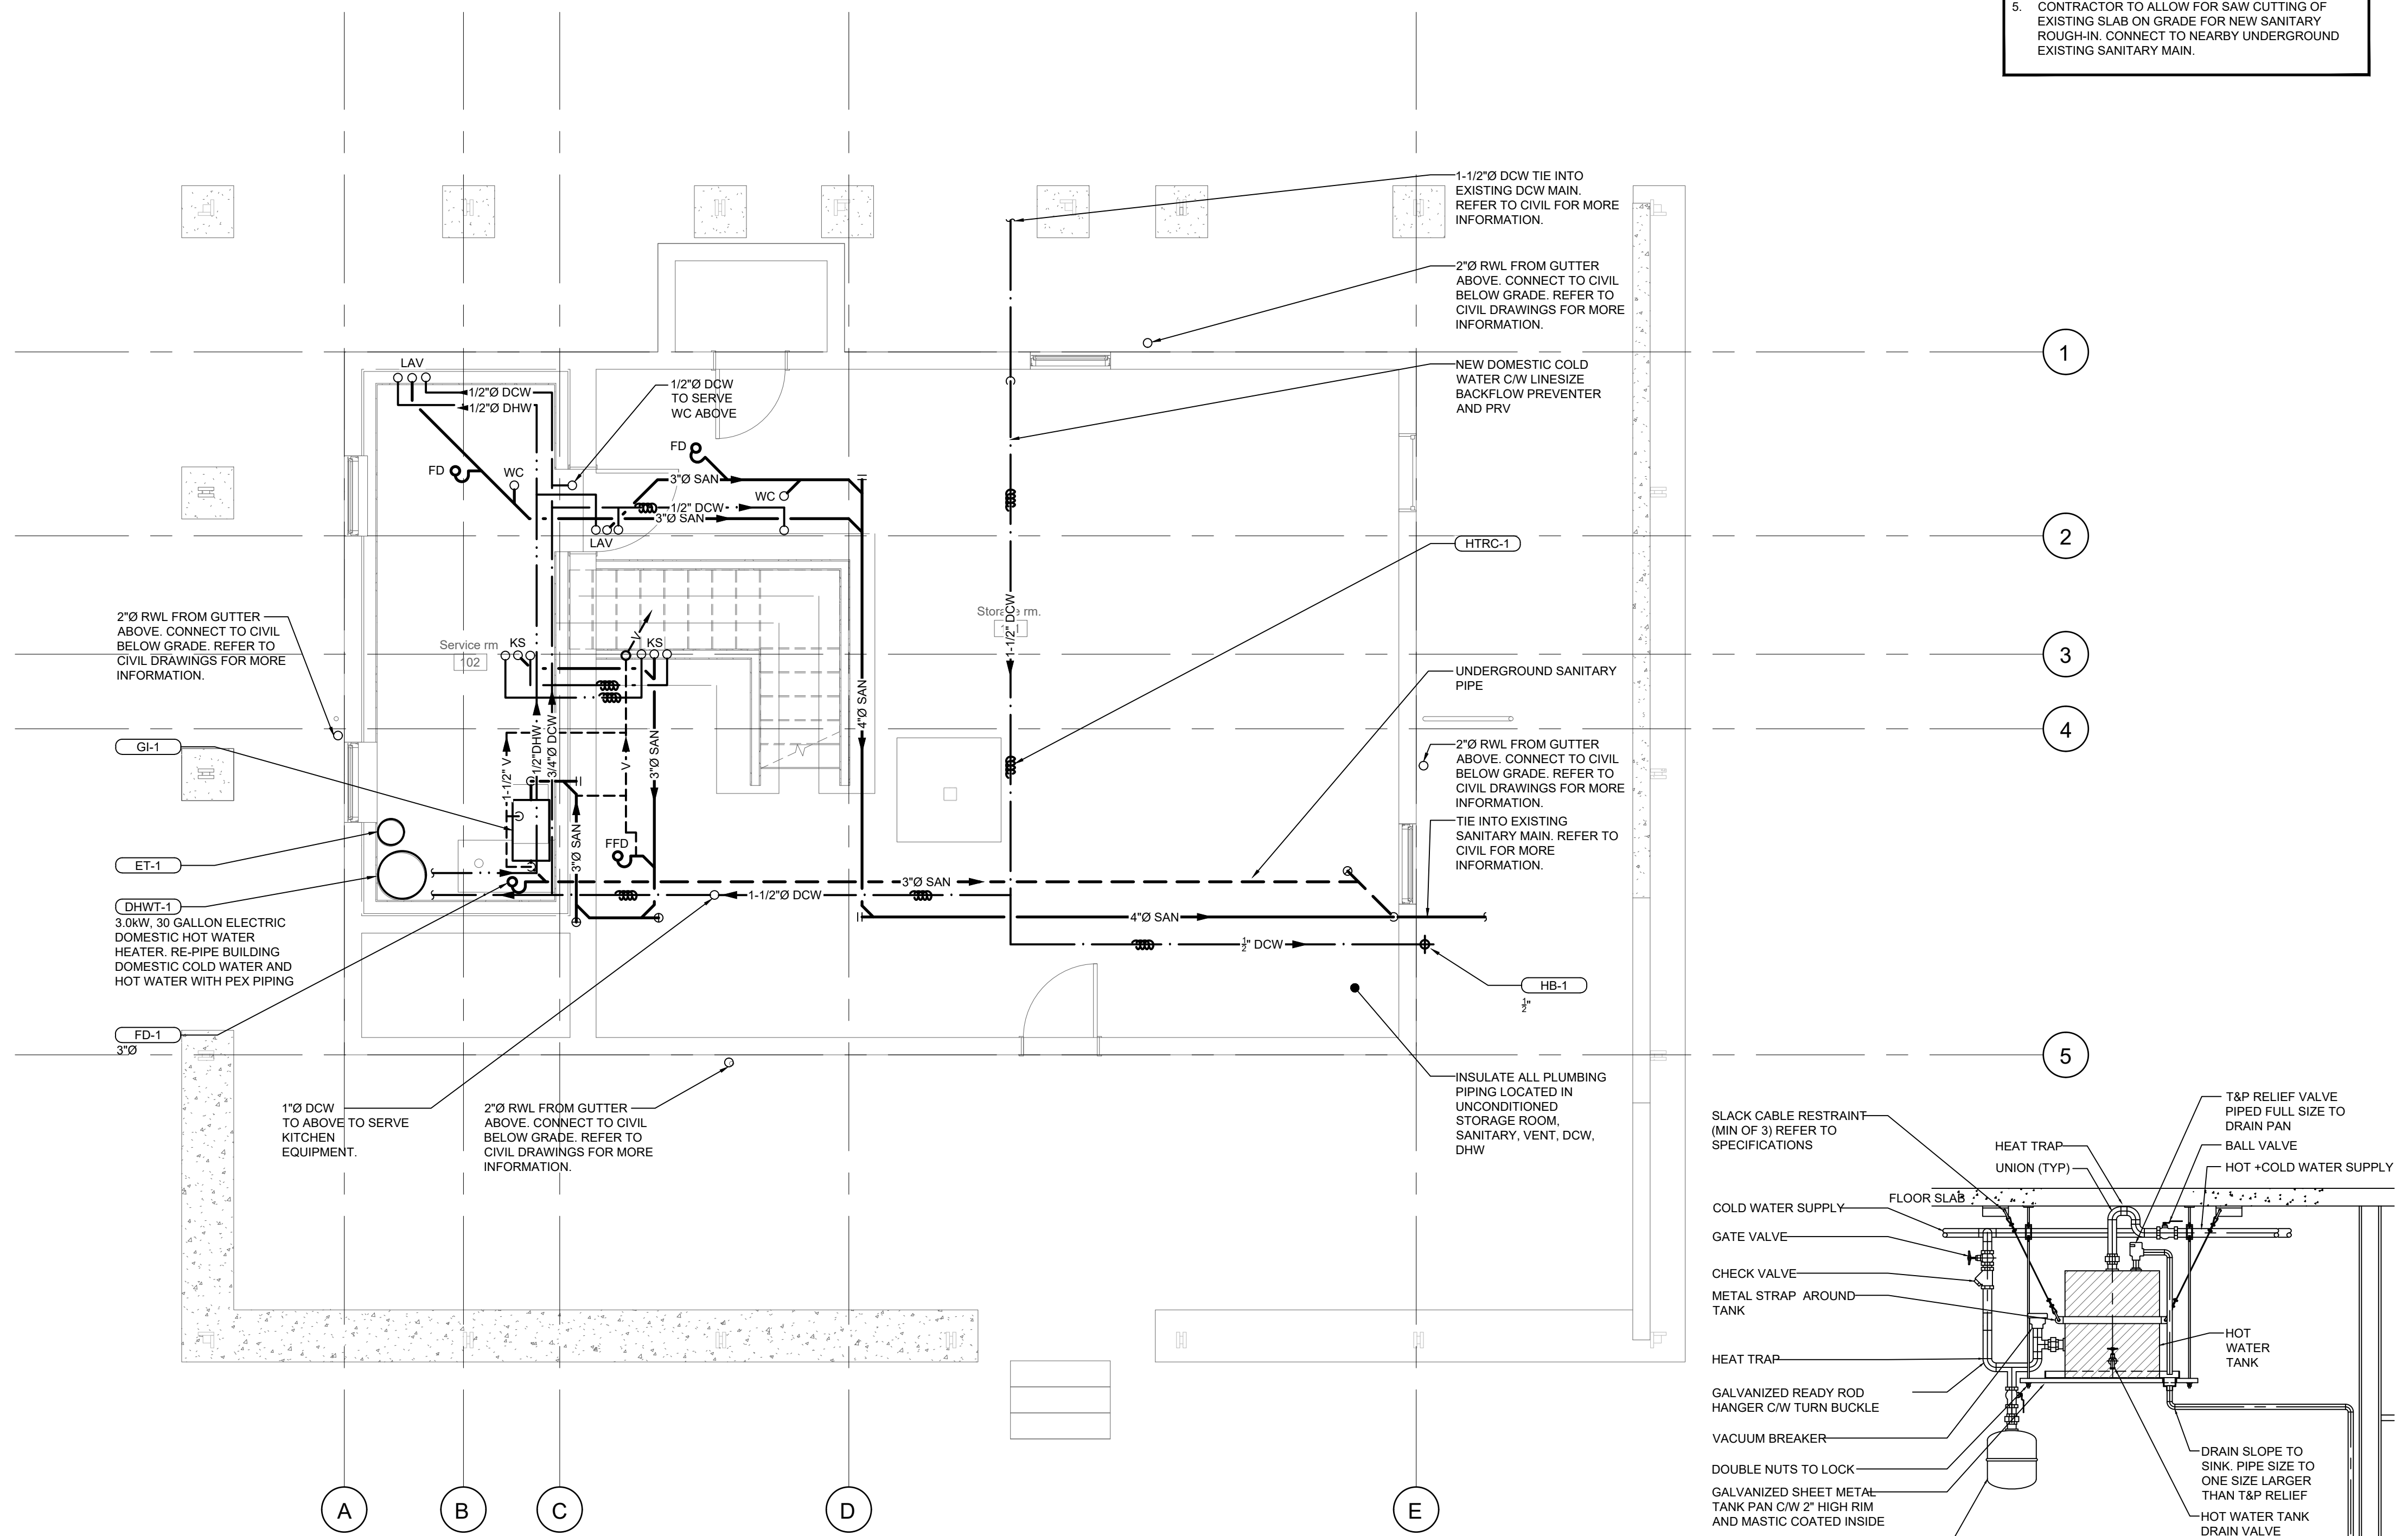 5. CONTRACTOR TO ALLOW FOR SAW CUTTING OF
EXISTING SLAB ON GRADE FOR NEW SANITARY
ROUGH-IN. CONNECT TO NEARBY UNDERGROUND
EXISTING SANITARY MAIN.
1-1/2"Ø DCW TIE INTO
EXISTING DCW MAIN.
REFER TO CIVIL FOR MORE
INFORMATION.
2"Ø RWL FROM GUTTER
ABOVE. CONNECT TO CIVIL
BELOW GRADE. REFER TO
CIVIL DRAWINGS FOR MORE
INFORMATION.
1
NEW DOMESTIC COLD
WATER C/W LINESIZE
BACKFLOW PREVENTER
AND PRV
LAV
1/2"Ø DCW
1/2"Ø DHW
1/2"Ø DCW
TO SERVE
WC ABOVE
FD
FD
WC
3"Ø SAN
WC
1/2" DCW
3"Ø SAN
LAV
2
HTRC-1
2"Ø RWL FROM GUTTER
ABOVE. CONNECT TO CIVIL
BELOW GRADE. REFER TO
CIVIL DRAWINGS FOR MORE
INFORMATION.
Service rm
102
KS
V
KS
Storage rm.
1-1/2" DCW
3
UNDERGROUND SANITARY
PIPE
4"Ø SAN
4
GI-1
1-1/2" V
1/2"DHW
3/4"Ø DCW
V
3"Ø SAN
2"Ø RWL FROM GUTTER
ABOVE. CONNECT TO CIVIL
BELOW GRADE. REFER TO
CIVIL DRAWINGS FOR MORE
INFORMATION.
TIE INTO EXISTING
SANITARY MAIN. REFER TO
CIVIL FOR MORE
INFORMATION.
3"Ø SAN
FFD
ET-1
3"Ø SAN
1-1/2"Ø DCW
4"Ø SAN
½" DCW
DHWT-1
3.0kW, 30 GALLON ELECTRIC
DOMESTIC HOT WATER
HEATER. RE-PIPE BUILDING
DOMESTIC COLD WATER AND
HOT WATER WITH PEX PIPING
HB-1
½"
FD-1
3"Ø
5
1"Ø DCW
TO ABOVE TO SERVE
KITCHEN
EQUIPMENT.
2"Ø RWL FROM GUTTER
ABOVE. CONNECT TO CIVIL
BELOW GRADE. REFER TO
CIVIL DRAWINGS FOR MORE
INFORMATION.
INSULATE ALL PLUMBING
PIPING LOCATED IN
UNCONDITIONED
STORAGE ROOM,
SANITARY, VENT, DCW,
DHW
SLACK CABLE RESTRAINT
(MIN OF 3) REFER TO
SPECIFICATIONS
HEAT TRAP
UNION (TYP)
T&P RELIEF VALVE
PIPED FULL SIZE TO
DRAIN PAN
BALL VALVE
HOT +COLD WATER SUPPLY
FLOOR SLAB
COLD WATER SUPPLY
GATE VALVE
CHECK VALVE
METAL STRAP AROUND
TANK
HEAT TRAP
GALVANIZED READY ROD
HANGER C/W TURN BUCKLE
VACUUM BREAKER
DOUBLE NUTS TO LOCK
GALVANIZED SHEET METAL
TANK PAN C/W 2" HIGH RIM
AND MASTIC COATED INSIDE
HOT
WATER
TANK
DRAIN SLOPE TO
SINK. PIPE SIZE TO
ONE SIZE LARGER
THAN T&P RELIEF
HOT WATER TANK
DRAIN VALVE
A
B
C
D
E